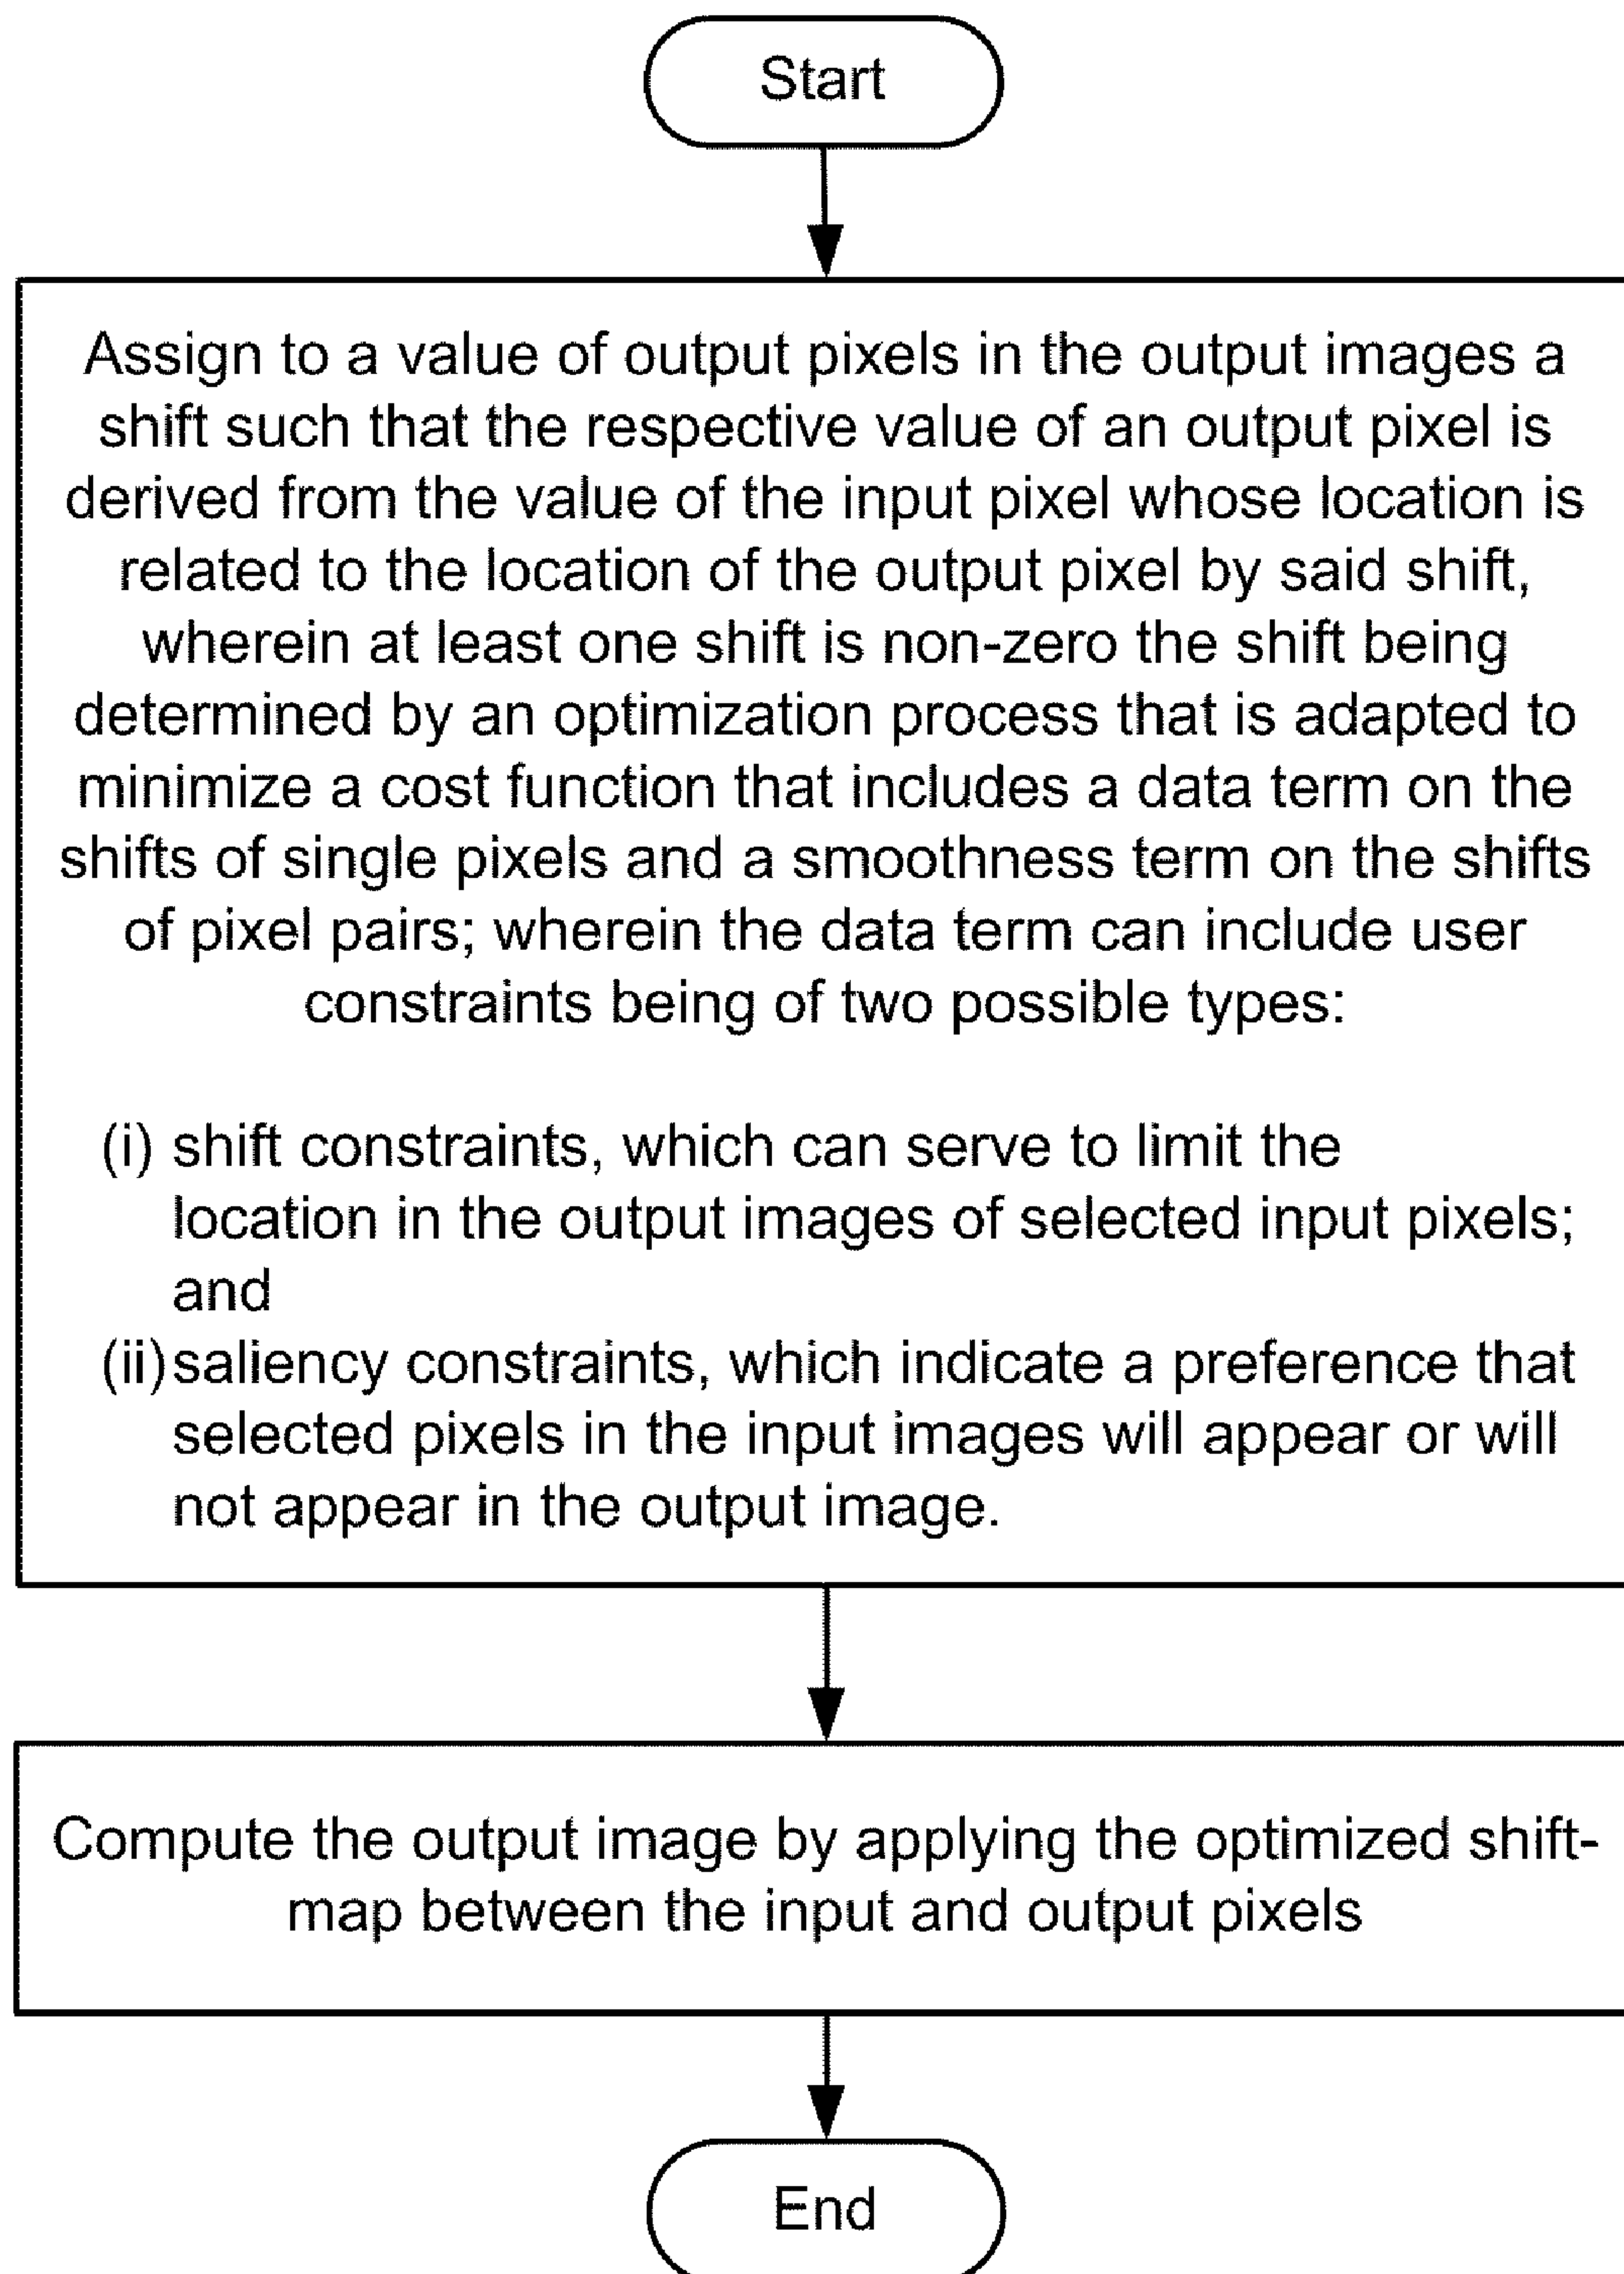 Start
Assign to a value of output pixels in the output images a
shift such that the respective value of an output pixel is
derived from the value of the input pixel whose location is
related to the location of the output pixel by said shift,
wherein at least one shift is non-zero the shift being
determined by an optimization process that is adapted to
minimize a cost function that includes a data term on the
shifts of single pixels and a smoothness term on the shifts
of pixel pairs; wherein the data term can include user
constraints being of two possible types:
(i) shift constraints, which can serve to limit the
location in the output images of selected input pixels;
and
(ii) saliency constraints, which indicate a preference that
selected pixels in the input images will appear or will
not appear in the output image.
Compute the output image by applying the optimized shift-
map between the input and output pixels
End